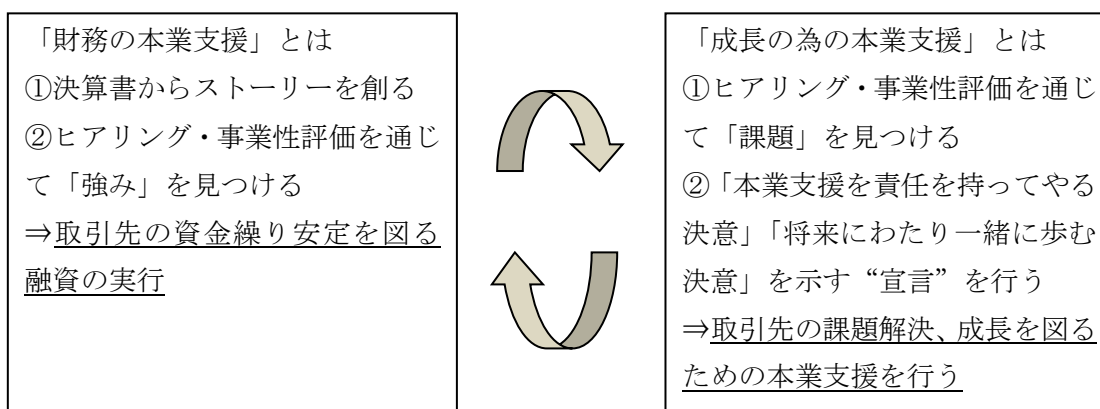 「財務の本業支援」とは
①決算書からストーリーを創る
②ヒアリング・事業性評価を通じ
て「強み」を見つける
⇒取引先の資金繰り安定を図る
融資の実行
「成長の為の本業支援」とは
①ヒアリング・事業性評価を通じ
て「課題」を見つける
②「本業支援を責任を持ってやる
決意」「将来にわたり一緒に歩む
決意」を示す“宣言”を行う
⇒取引先の課題解決、成長を図る
ための本業支援を行う